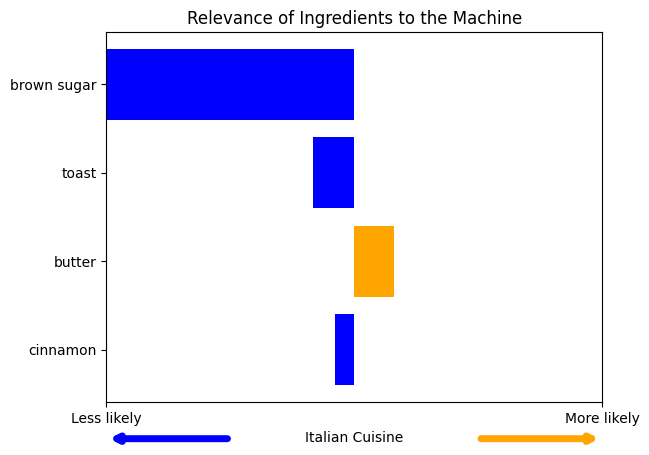 Relevance of Ingredients to the Machine
brown sugar
toast
butter
cinnamon
Less likely
More likely
Italian Cuisine